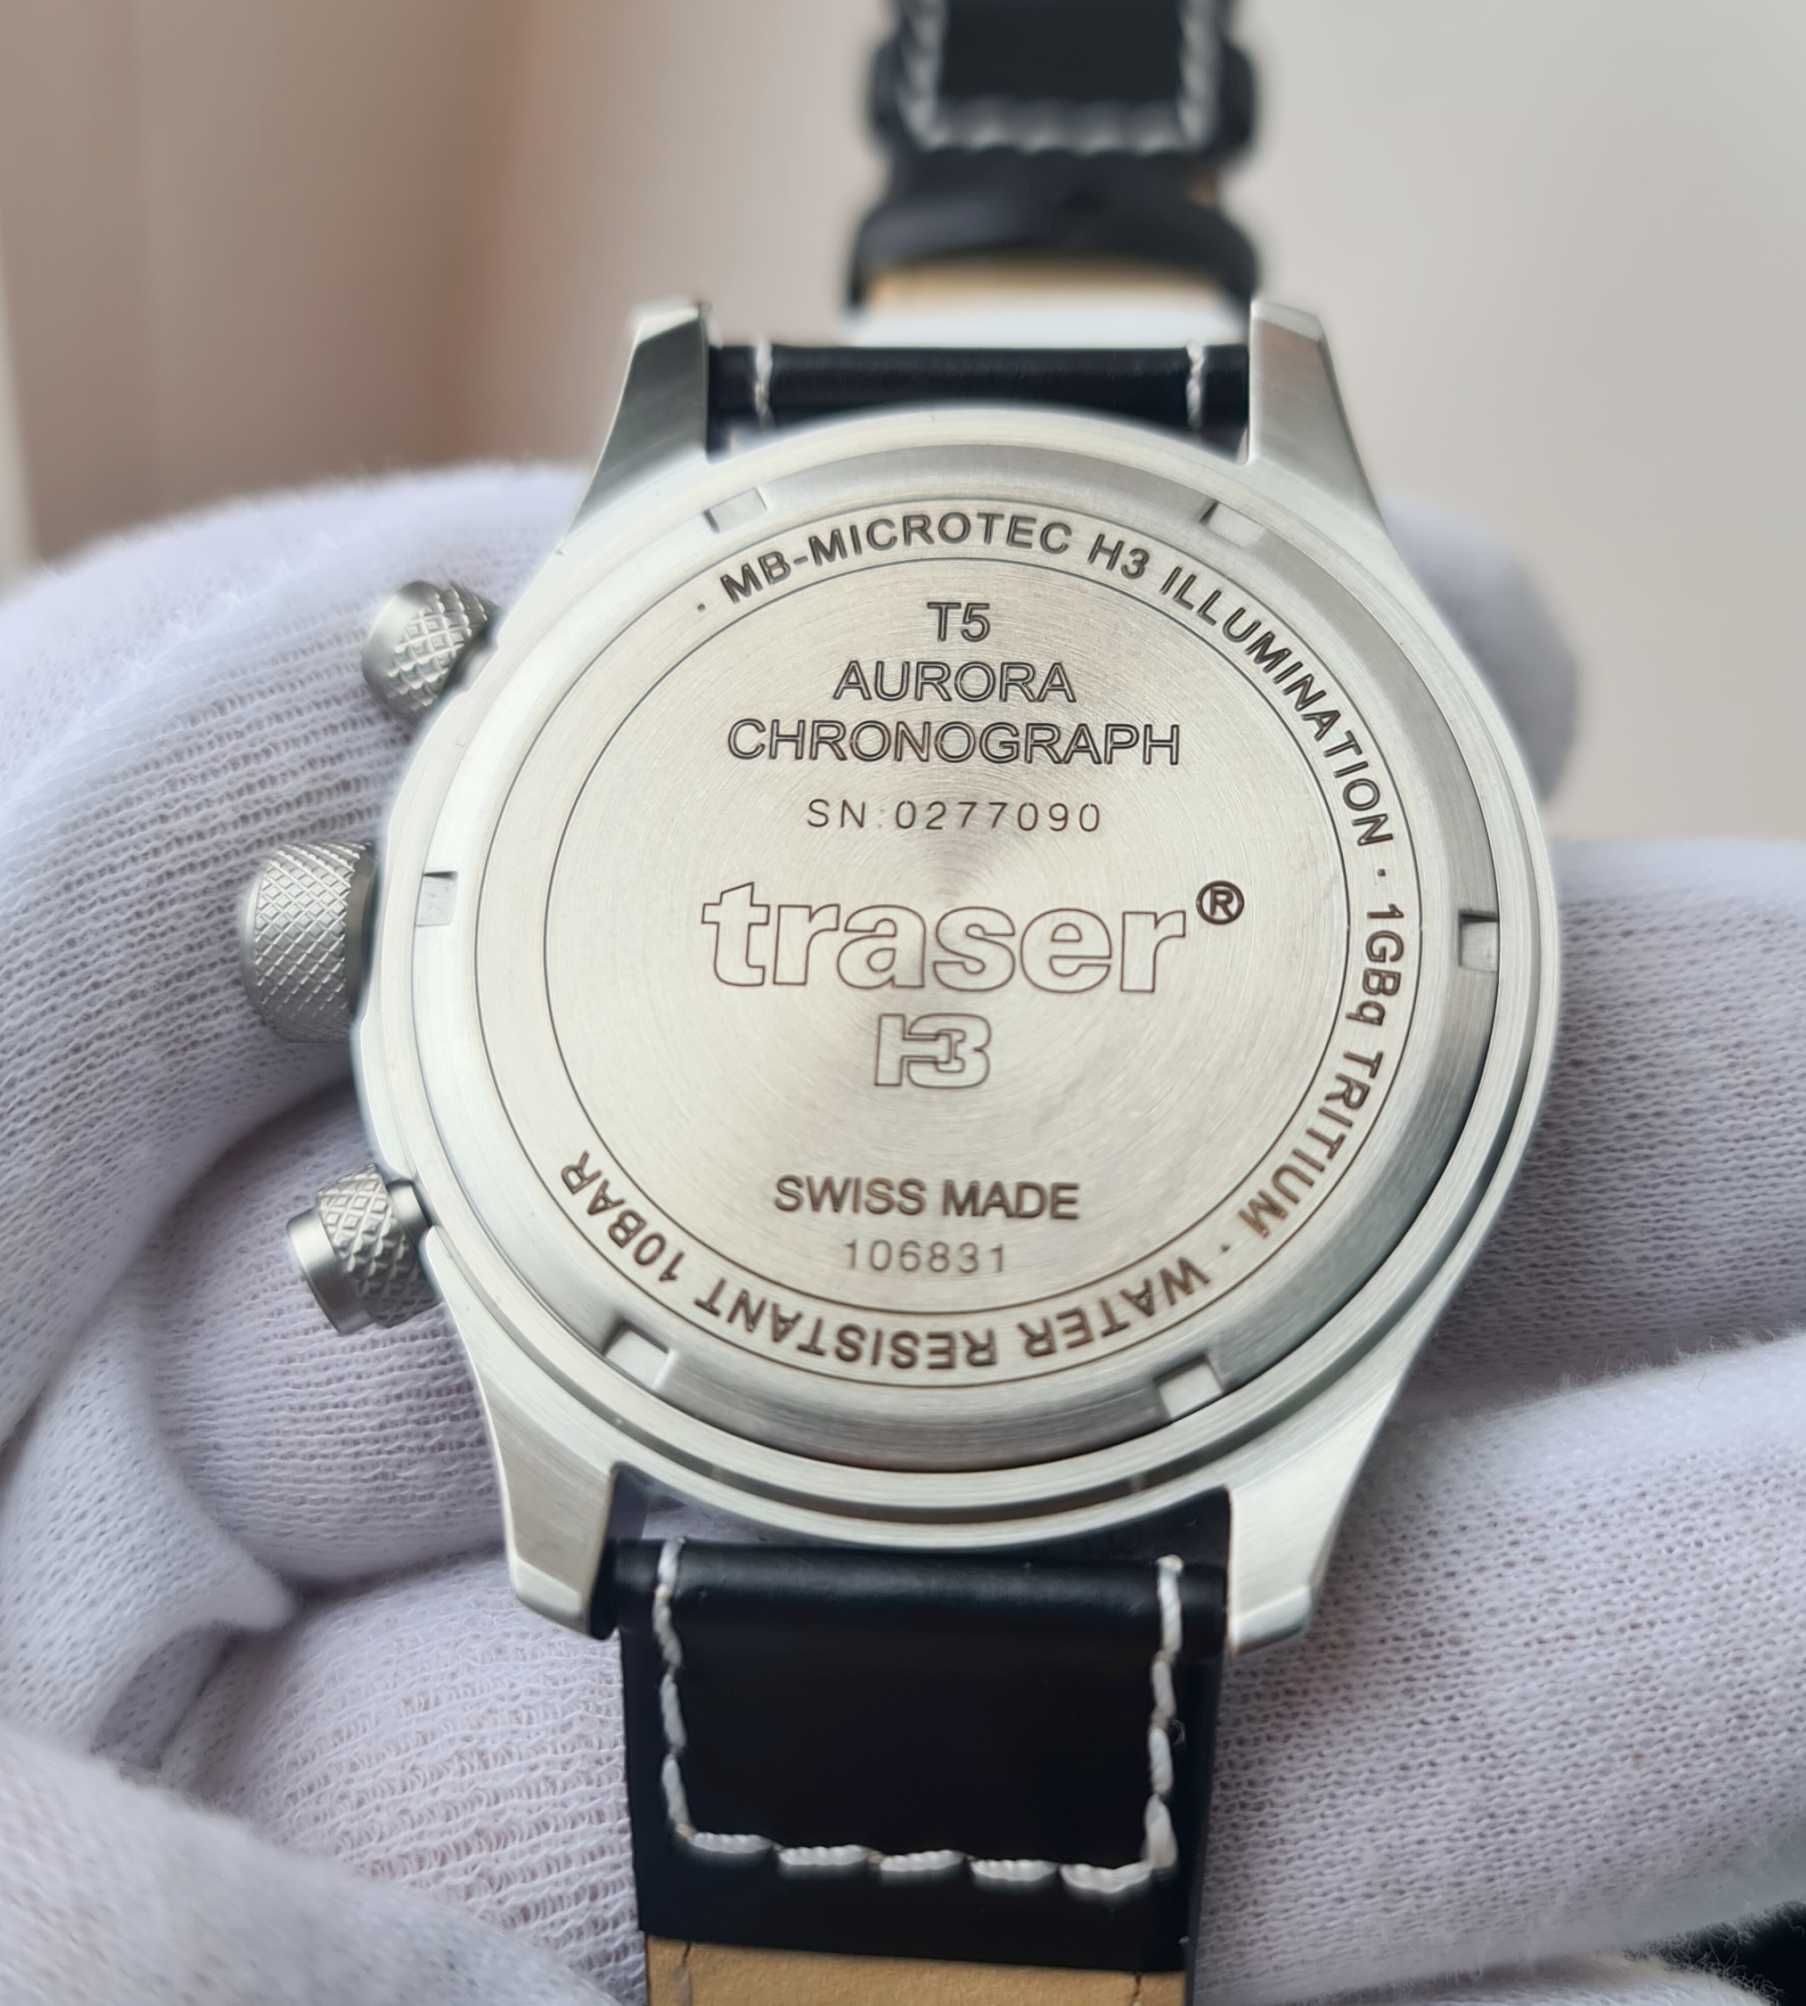 · MB-MICROTEC H3 ILLUMINATION · 1GBq TRITIUM · WATER RESISTANT 10BAR
T5
AURORA
CHRONOGRAPH
SN:0277090
traser®
H3
SWISS MADE
106831